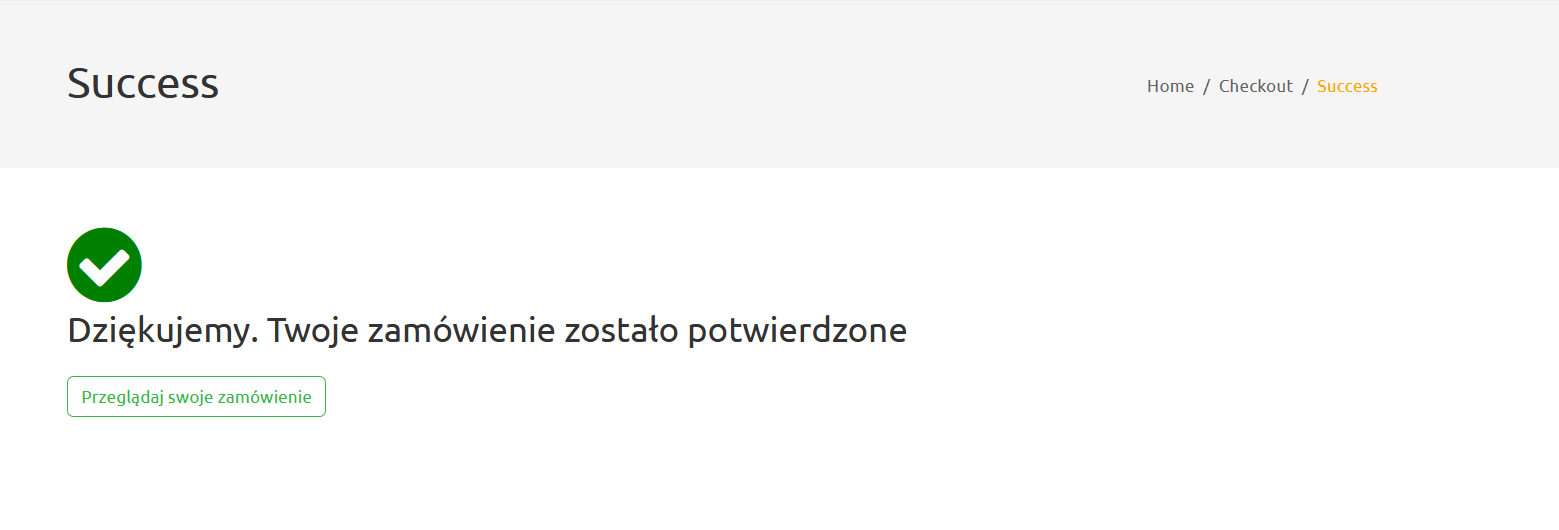 Success
Home / Checkout / Success
Dziękujemy. Twoje zamówienie zostało potwierdzone
Przeglądaj swoje zamówienie